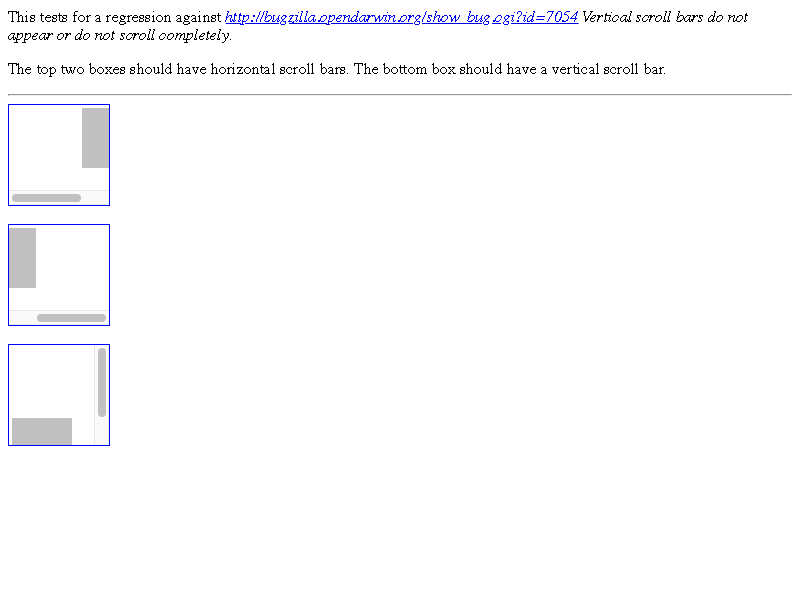 This tests for a regression against http://bugzilla.opendarwin.org/show_bug.cgi?id=7054 Vertical scroll bars do not
appear or do not scroll completely.
The top two boxes should have horizontal scroll bars. The bottom box should have a vertical scroll bar.